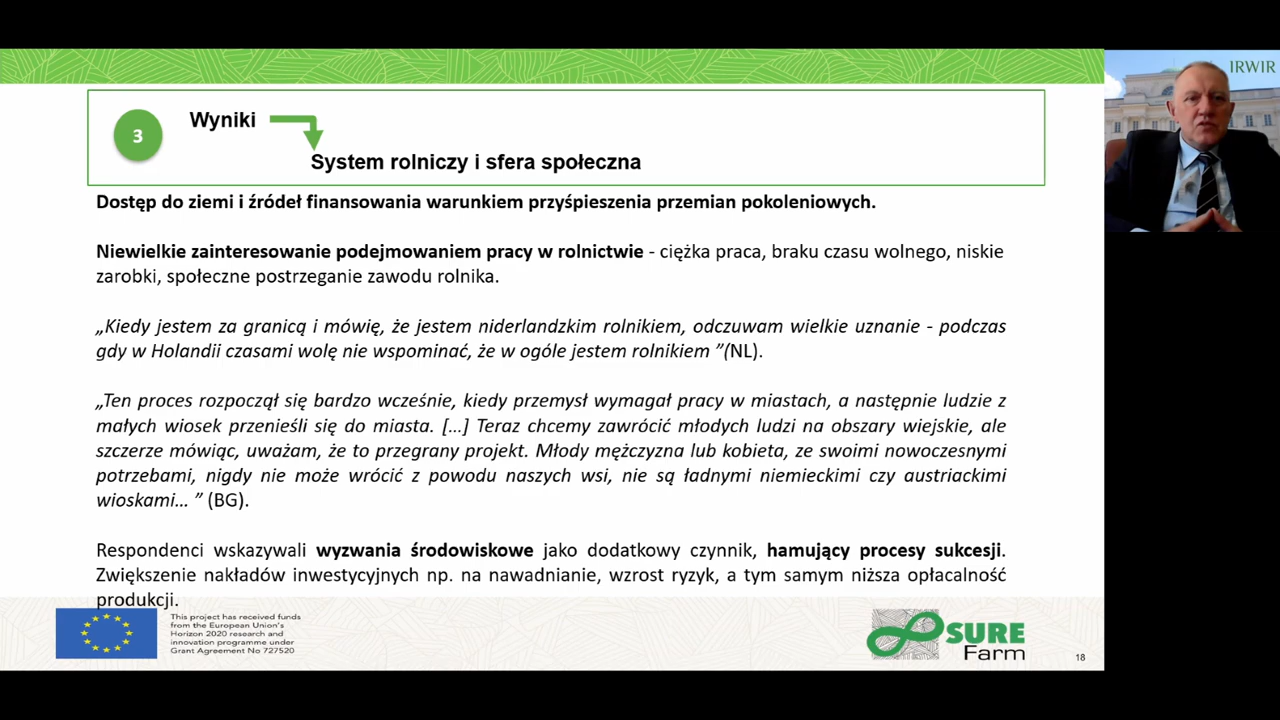 3
Wyniki
System rolniczy i sfera społeczna
Dostęp do ziemi i źródeł finansowania warunkiem przyśpieszenia przemian pokoleniowych.
Niewielkie zainteresowanie podejmowaniem pracy w rolnictwie - ciężka praca, braku czasu wolnego, niskie
zarobki, społeczne postrzeganie zawodu rolnika.
„Kiedy jestem za granicą i mówię, że jestem niderlandzkim rolnikiem, odczuwam wielkie uznanie - podczas
gdy w Holandii czasami wolę nie wspominać, że w ogóle jestem rolnikiem ”(NL).
„Ten proces rozpoczął się bardzo wcześnie, kiedy przemysł wymagał pracy w miastach, a następnie ludzie z
małych wiosek przenieśli się do miasta. [...] Teraz chcemy zawrócić młodych ludzi na obszary wiejskie, ale
szczerze mówiąc, uważam, że to przegrany projekt. Młody mężczyzna lub kobieta, ze swoimi nowoczesnymi
potrzebami, nigdy nie może wrócić z powodu naszych wsi, nie są ładnymi niemieckimi czy austriackimi
wioskami... ” (BG).
Respondenci wskazywali wyzwania środowiskowe jako dodatkowy czynnik, hamujący procesy sukcesji.
Zwiększenie nakładów inwestycyjnych np. na nawadnianie, wzrost ryzyk, a tym samym niższa opłacalność
produkcji.
This project has received funds
from the European Union's
Horizon 2020 research and
innovation programme under
Grant Agreement No 727520
SURE
Farm
18
IRWIR